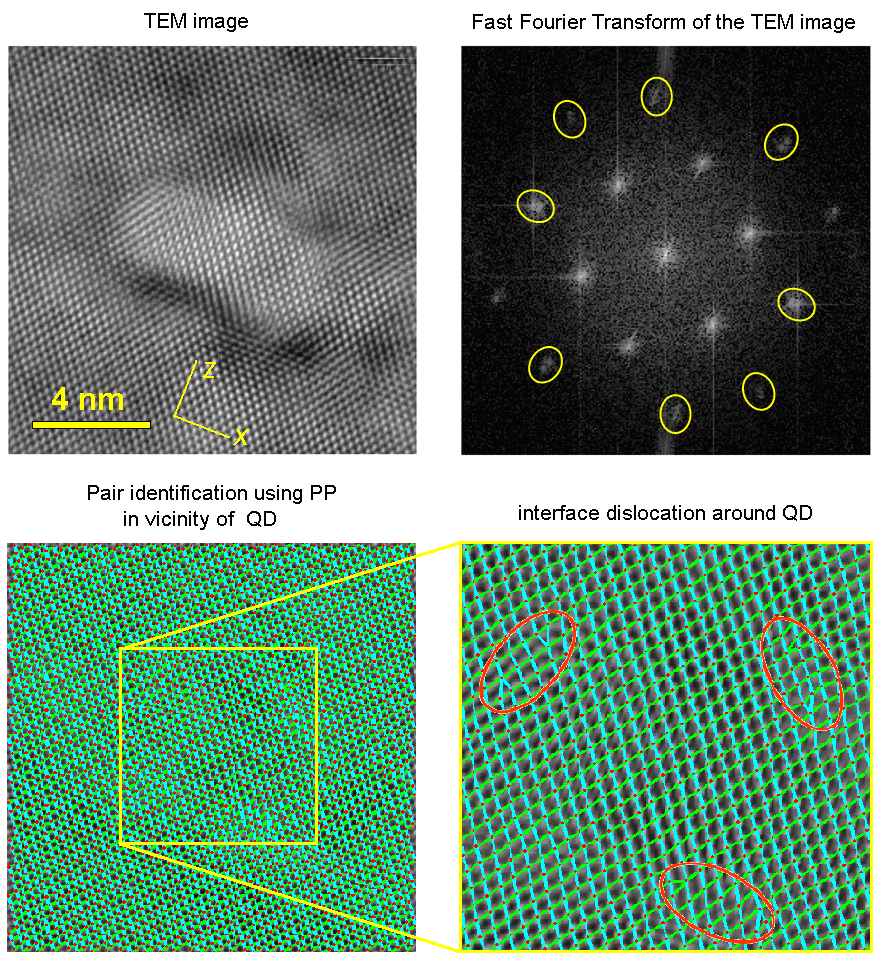 TEM image
Fast Fourier Transform of the TEM image
4 nm
z
x
Pair identification using PP
in vicinity of QD
interface dislocation around QD